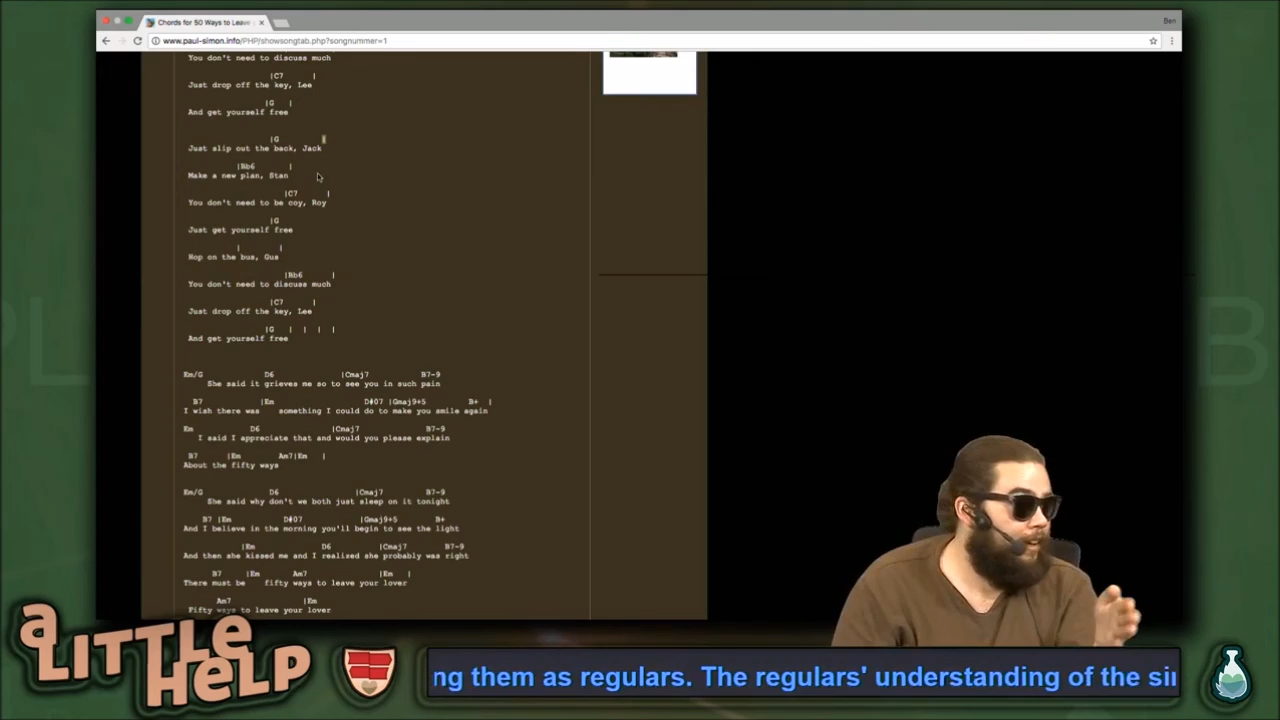 Chords for 50 Ways to Leave
Ben
www.paul-simon.info/PHP/showsongtab.php?songnummer=1
You don't need to discuss much
|C7 |
Just drop off the key, Lee
|G |
And get yourself free
|G |
Just slip out the back, Jack
|Bb6 |
Make a new plan, Stan
|C7 |
You don't need to be coy, Roy
|G
Just get yourself free
| |
Hop on the bus, Gus
|Bb6 |
You don't need to discuss much
|C7 |
Just drop off the key, Lee
|G | | | |
And get yourself free
Em/G D6 |Cmaj7 B7-9
She said it grieves me so to see you in such pain
B7 |Em D#07 |Gmaj9+5 B+ |
I wish there was something I could do to make you smile again
Em D6 |Cmaj7 B7-9
I said I appreciate that and would you please explain
B7 |Em Am7|Em |
About the fifty ways
Em/G D6 |Cmaj7 B7-9
She said why don't we both just sleep on it tonight
B7 |Em D#07 |Gmaj9+5 B+
And I believe in the morning you'll begin to see the light
|Em D6 |Cmaj7 B7-9
And then she kissed me and I realized she probably was right
B7 |Em Am7 |Em |
There must be fifty ways to leave your lover
Am7 |Em
Fifty ways to leave your lover
a LITTLE HELP
ng them as regulars. The regulars' understanding of the si